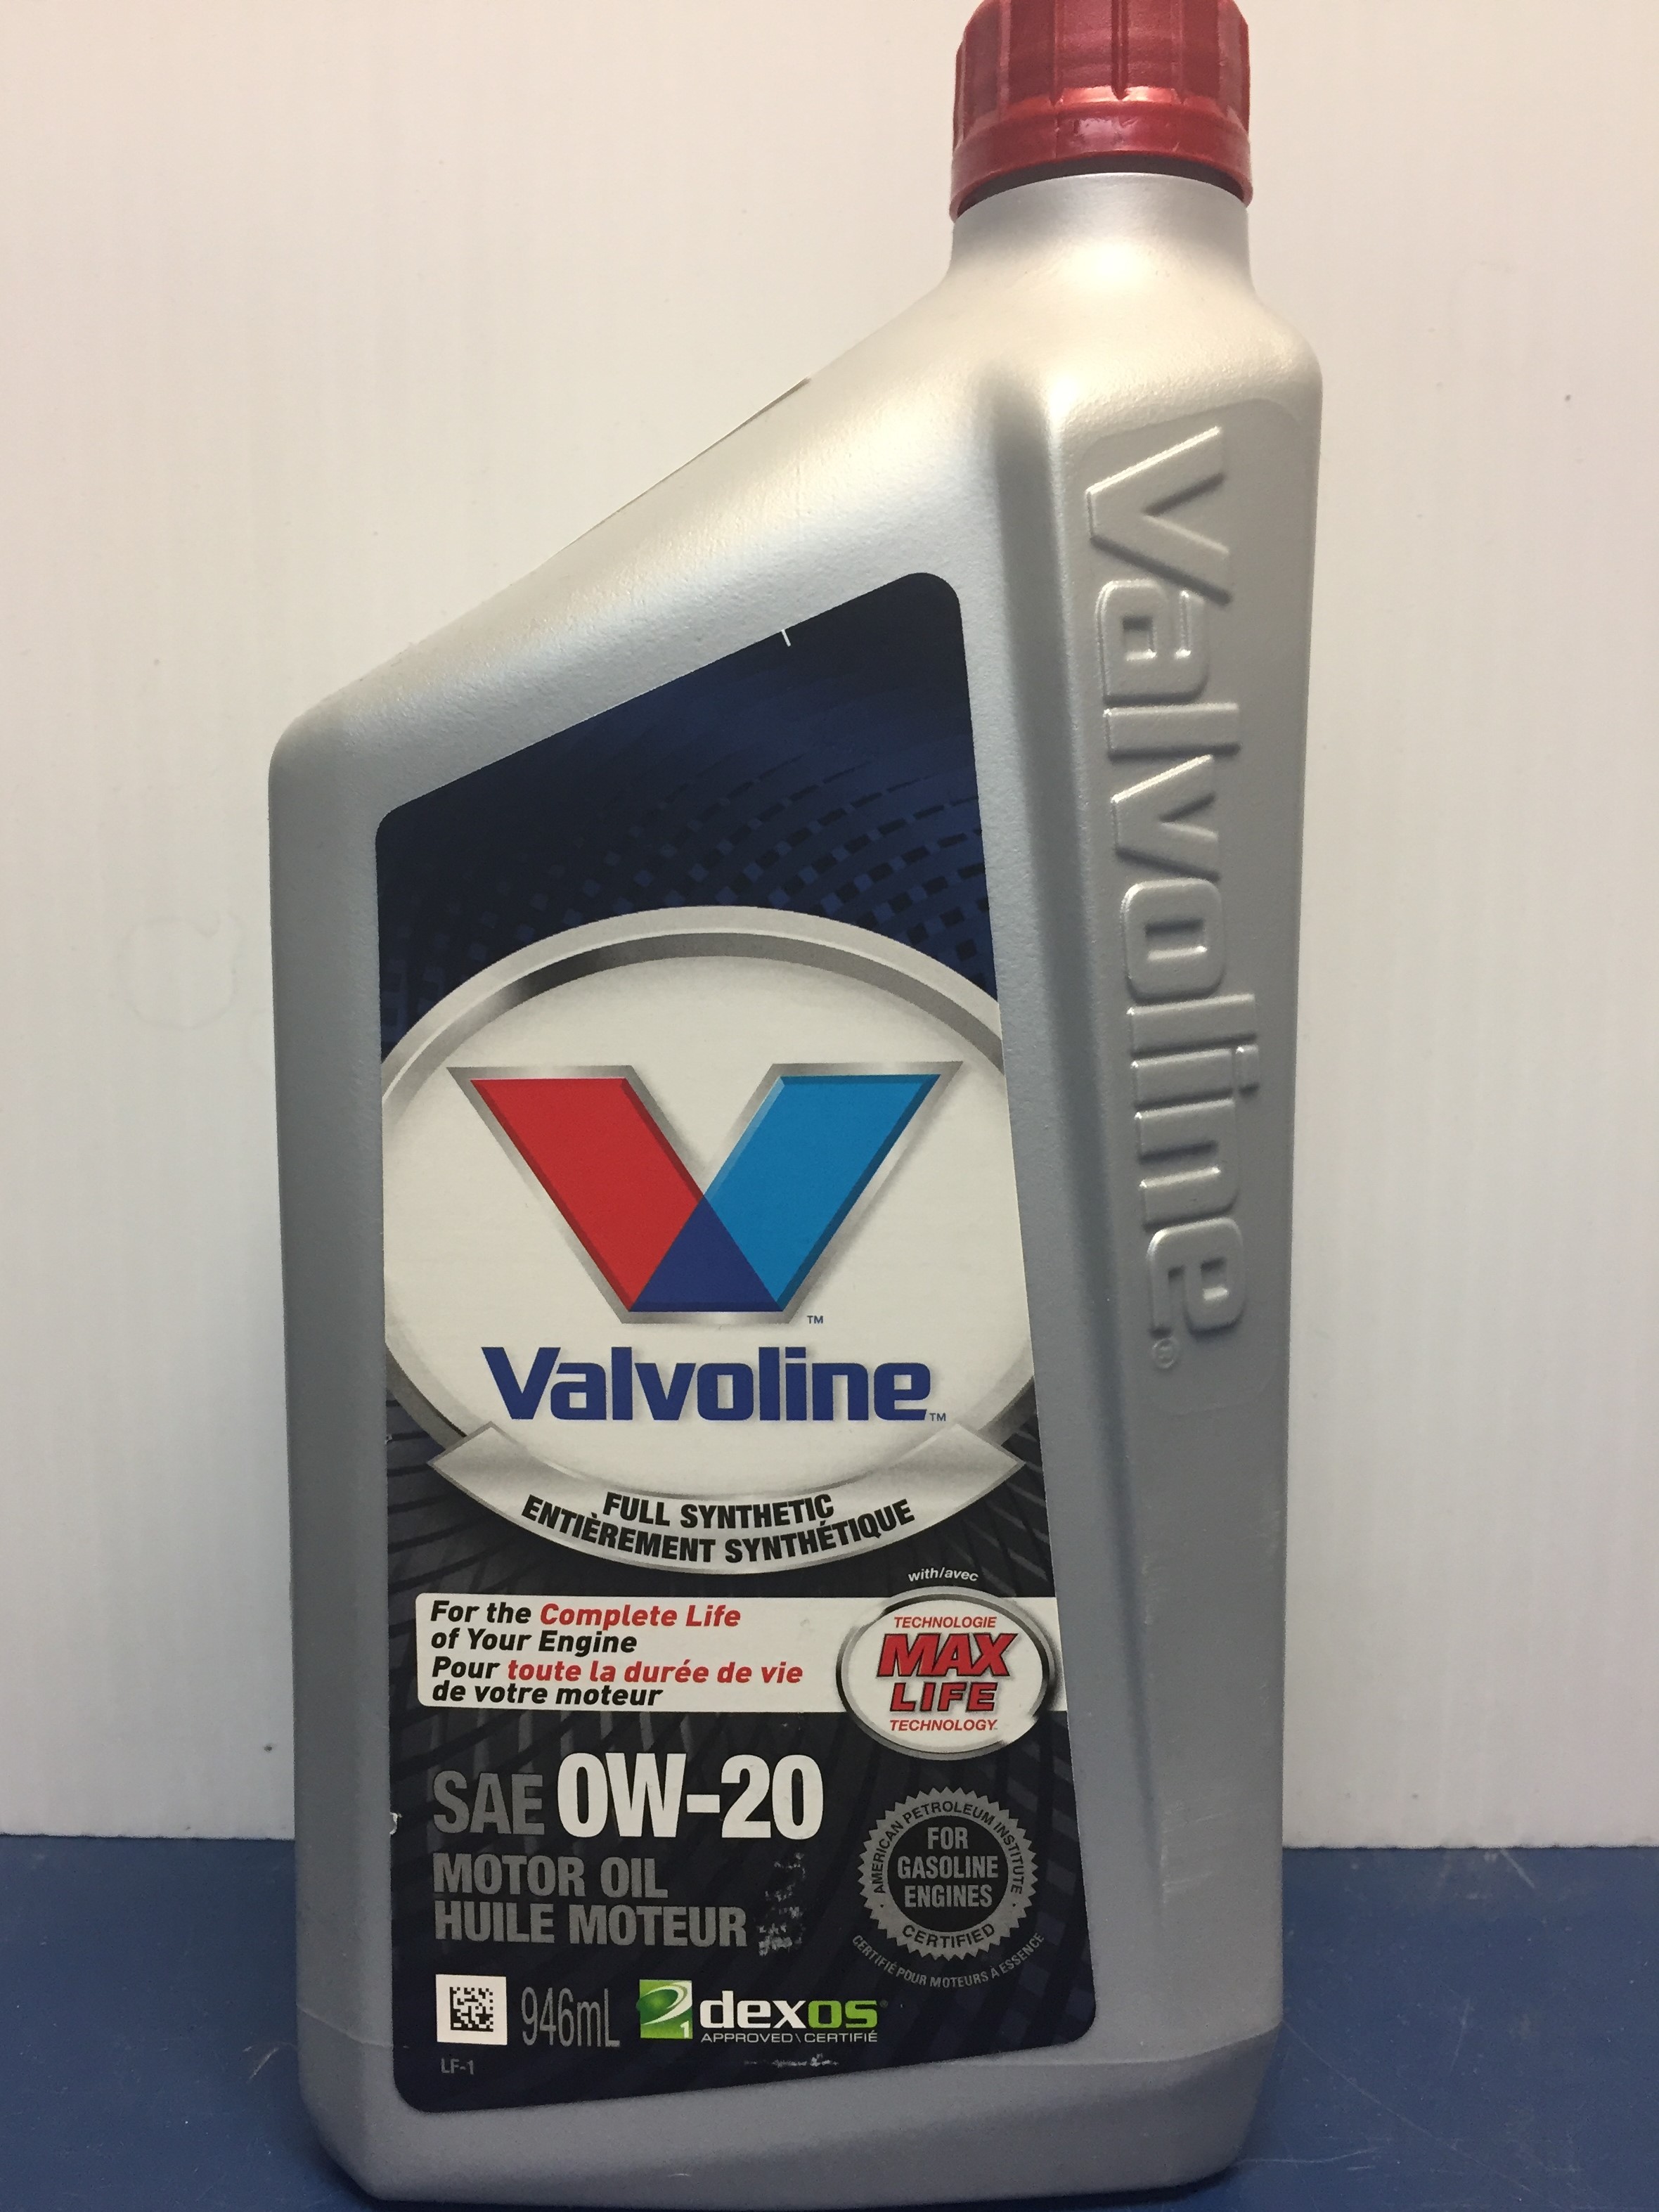 Valvoline®
™
Valvoline™
FULL SYNTHETIC
ENTIÈREMENT SYNTHÉTIQUE
with/avec
For the Complete Life
of Your Engine
Pour toute la durée de vie
de votre moteur
TECHNOLOGIE
MAX
LIFE
TECHNOLOGY
SAE 0W-20
MOTOR OIL
HUILE MOTEUR
AMERICAN PETROLEUM INSTITUTE
FOR
GASOLINE
ENGINES
CERTIFIED
CERTIFIÉ POUR MOTEURS À ESSENCE
946mL
1
dexos®
APPROVED\CERTIFIÉ
LF-1